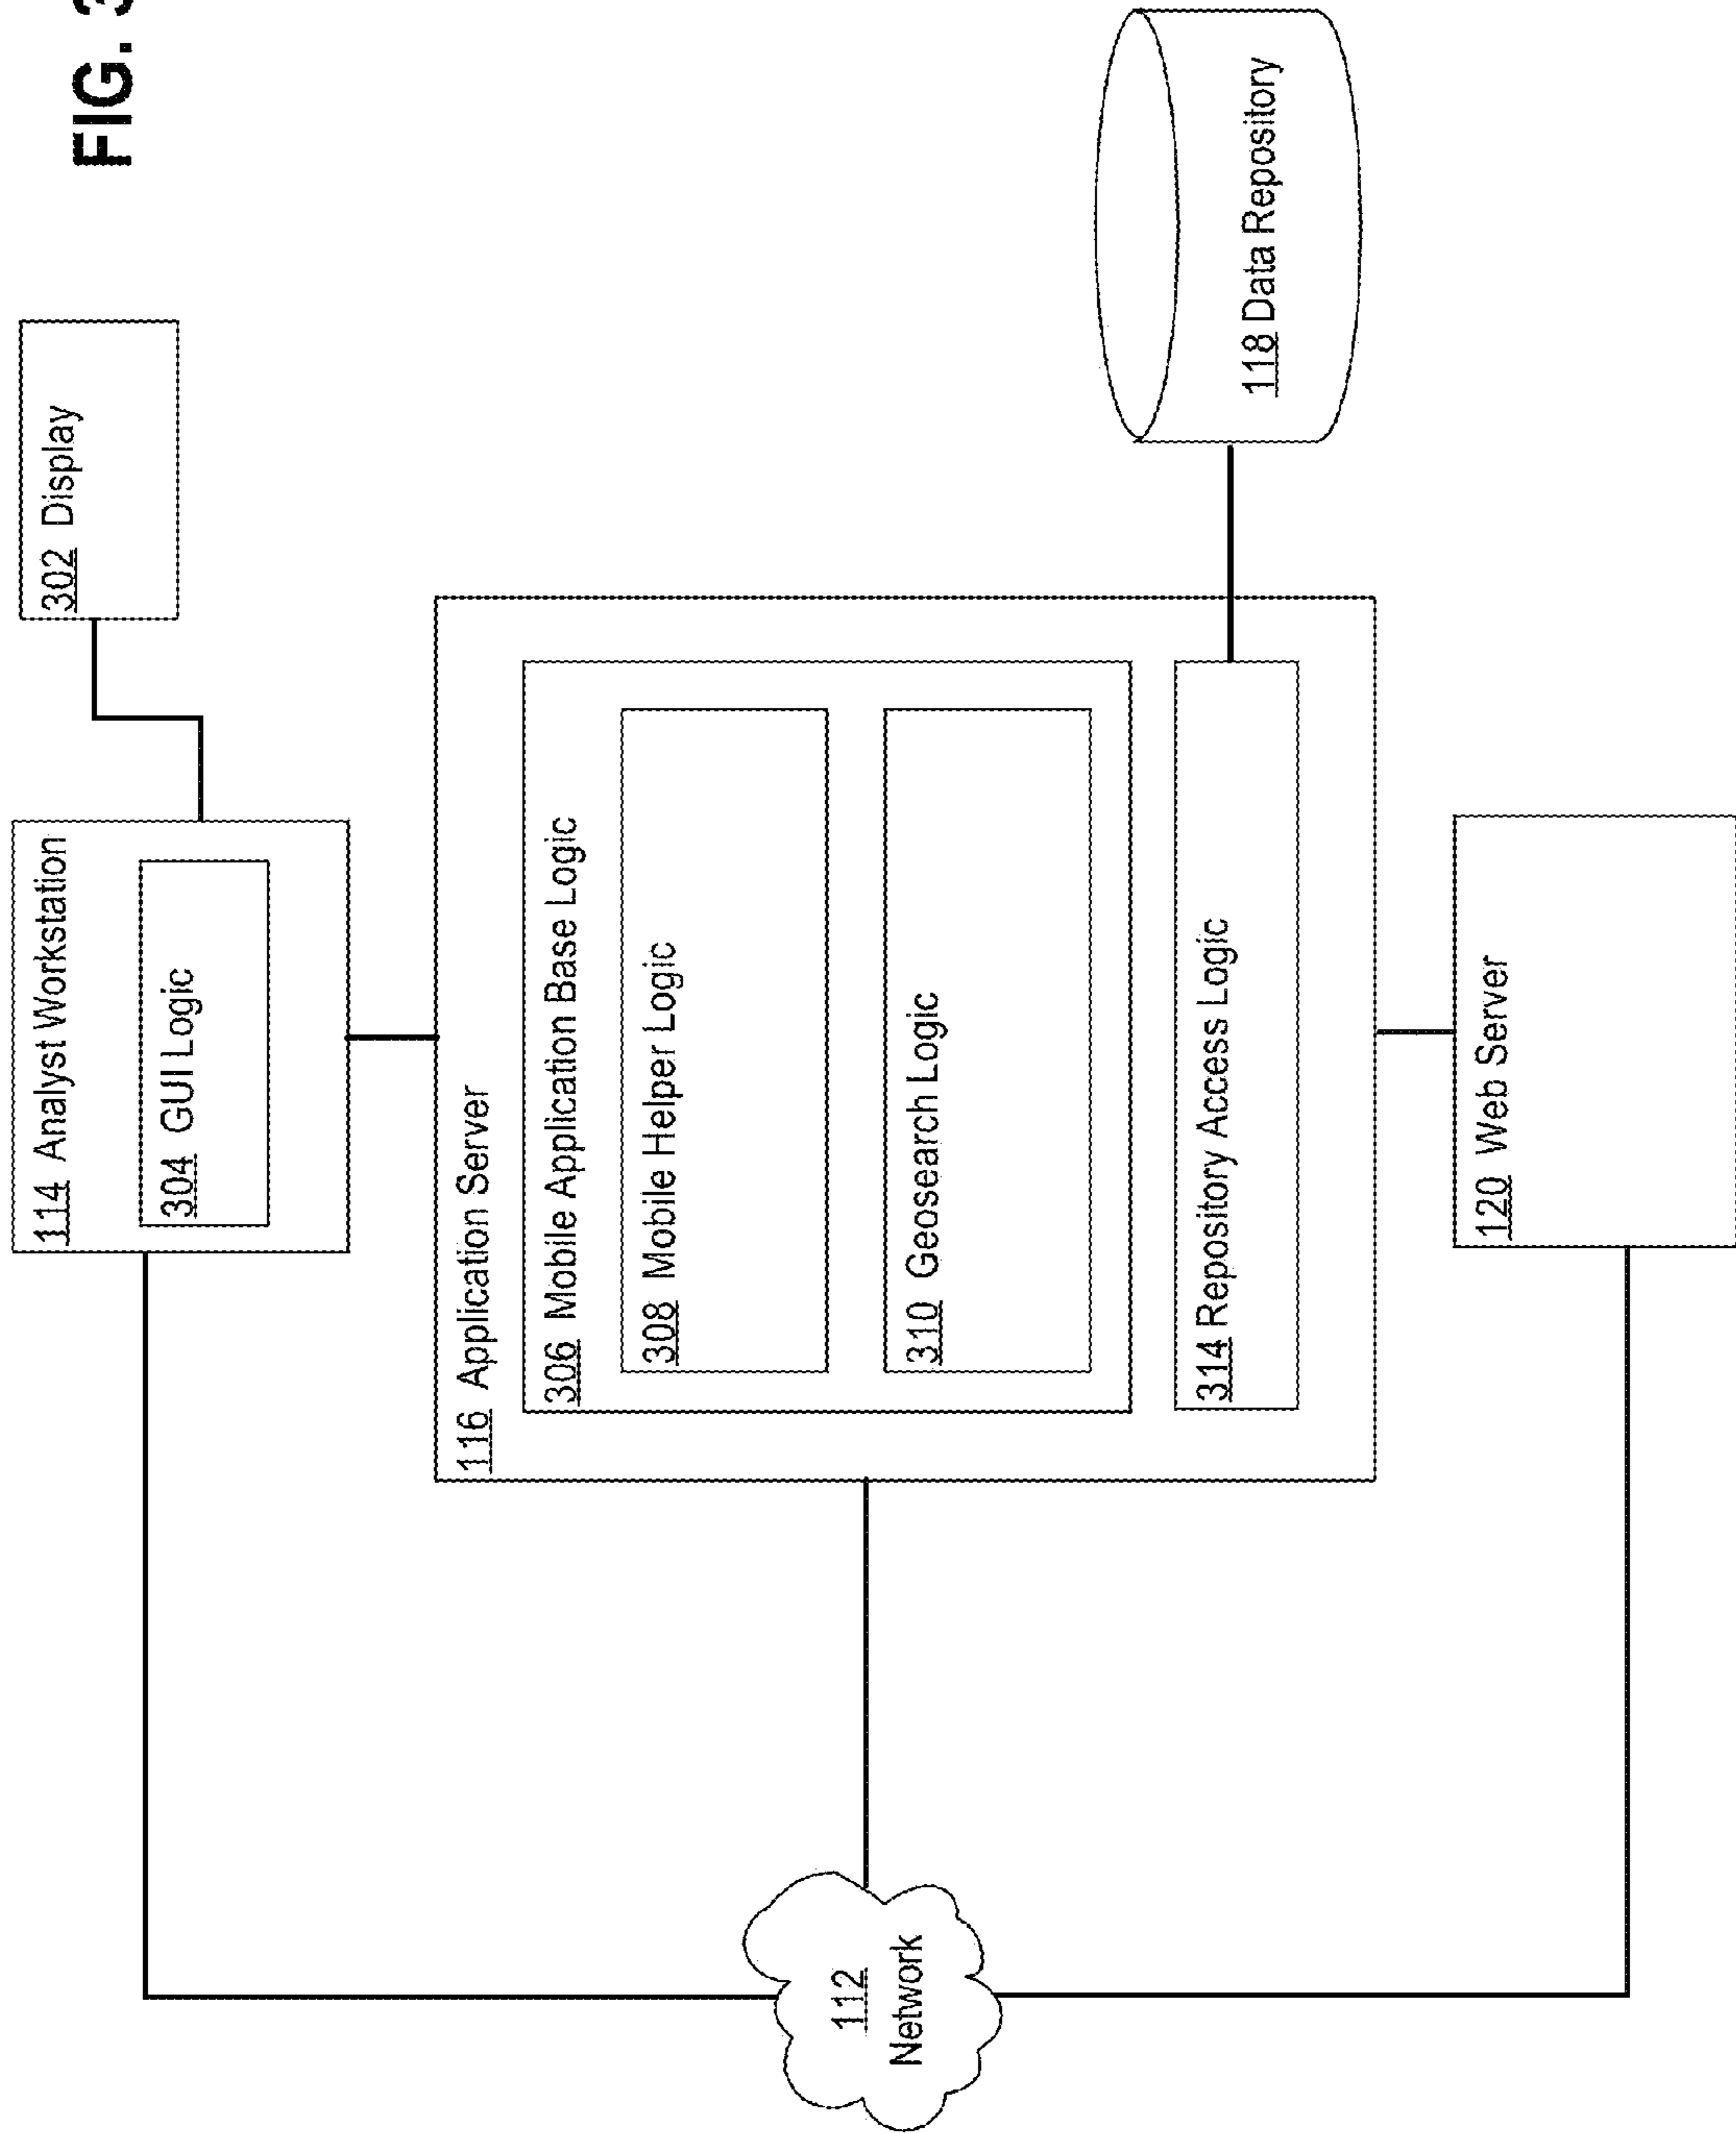 FIG. 3
302 Display
114 Analyst Workstation
304 GUI Logic
116 Application Server
306 Mobile Application Base Logic
308 Mobile Helper Logic
310 Geosearch Logic
314 Repository Access Logic
118 Data Repository
112
Network
120 Web Server